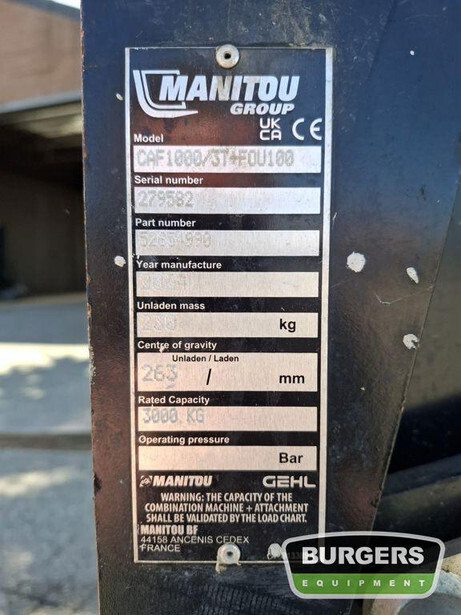 MANITOU
GROUP
UK
CA CE
Model
CAF1000/3T+FOU100
Serial number
279582
Part number
Year manufacture
Unladen mass
kg
Centre of gravity
Unladen / Laden
263 / mm
Rated Capacity
3000 KG
Operating pressure
Bar
MANITOU GEHL
WARNING: THE CAPACITY OF THE
COMBINATION MACHINE + ATTACHMENT
SHALL BE VALIDATED BY THE LOAD CHART.
MANITOU BF
44158 ANCENIS CEDEX
FRANCE
BURGERS
EQUIPMENT